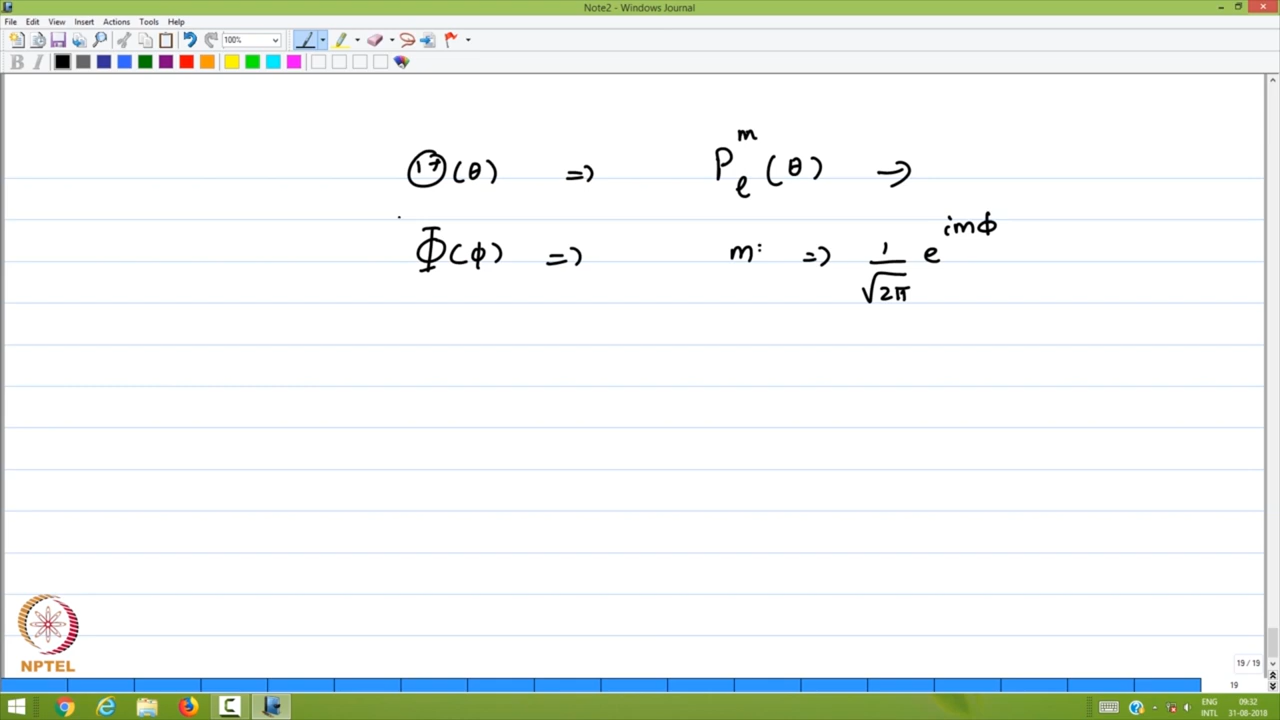 Note2 - Windows Journal
File Edit View Insert Actions Tools Help
100%
B I
Θ(θ) ⇒ P_l^m(θ) →
Φ(φ) ⇒ m: ⇒ 1/√2π e^{imφ}
NPTEL
19 / 19
19
ENG 09:32
INTL 31-08-2018